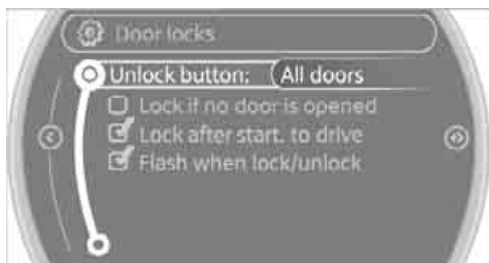 Door locks
Unlock button: All doors
Lock if no door is opened
Lock after start. to drive
Flash when lock/unlock